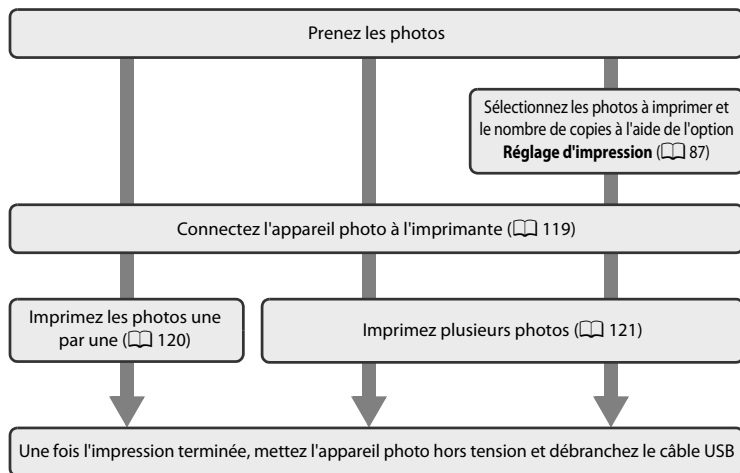 Prenez les photos
Sélectionnez les photos à imprimer et
le nombre de copies à l'aide de l'option
Réglage d'impression (📖 87)
Connectez l'appareil photo à l'imprimante (📖 119)
Imprimez les photos une
par une (📖 120)
Imprimez plusieurs photos (📖 121)
Une fois l'impression terminée, mettez l'appareil photo hors tension et débranchez le câble USB